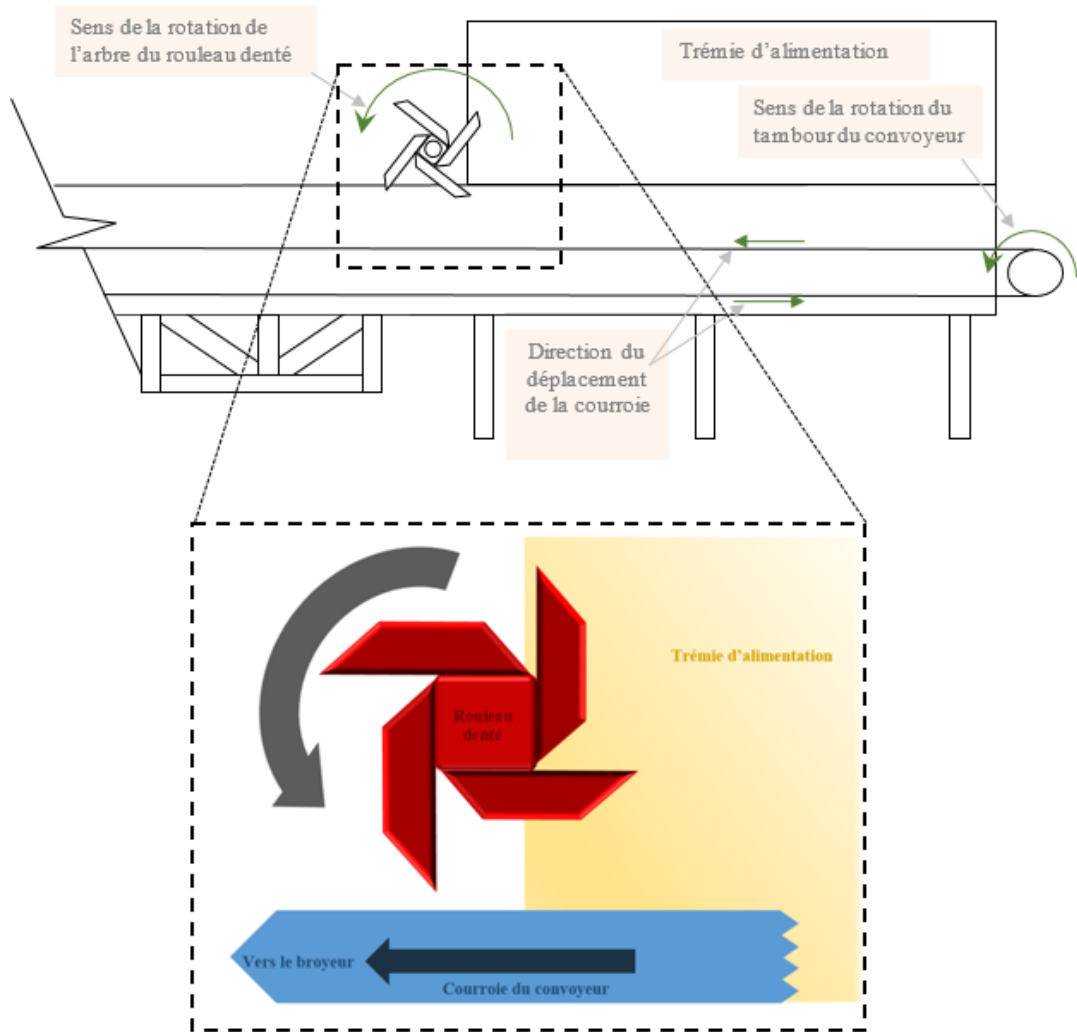 Sens de la rotation de
l'arbre du rouleau denté
Trémie d'alimentation
Sens de la rotation du
tambour du convoyeur
Direction du
déplacement
de la courroie
Trémie d'alimentation
Rouleau
denté
Vers le broyeur
Courroie du convoyeur